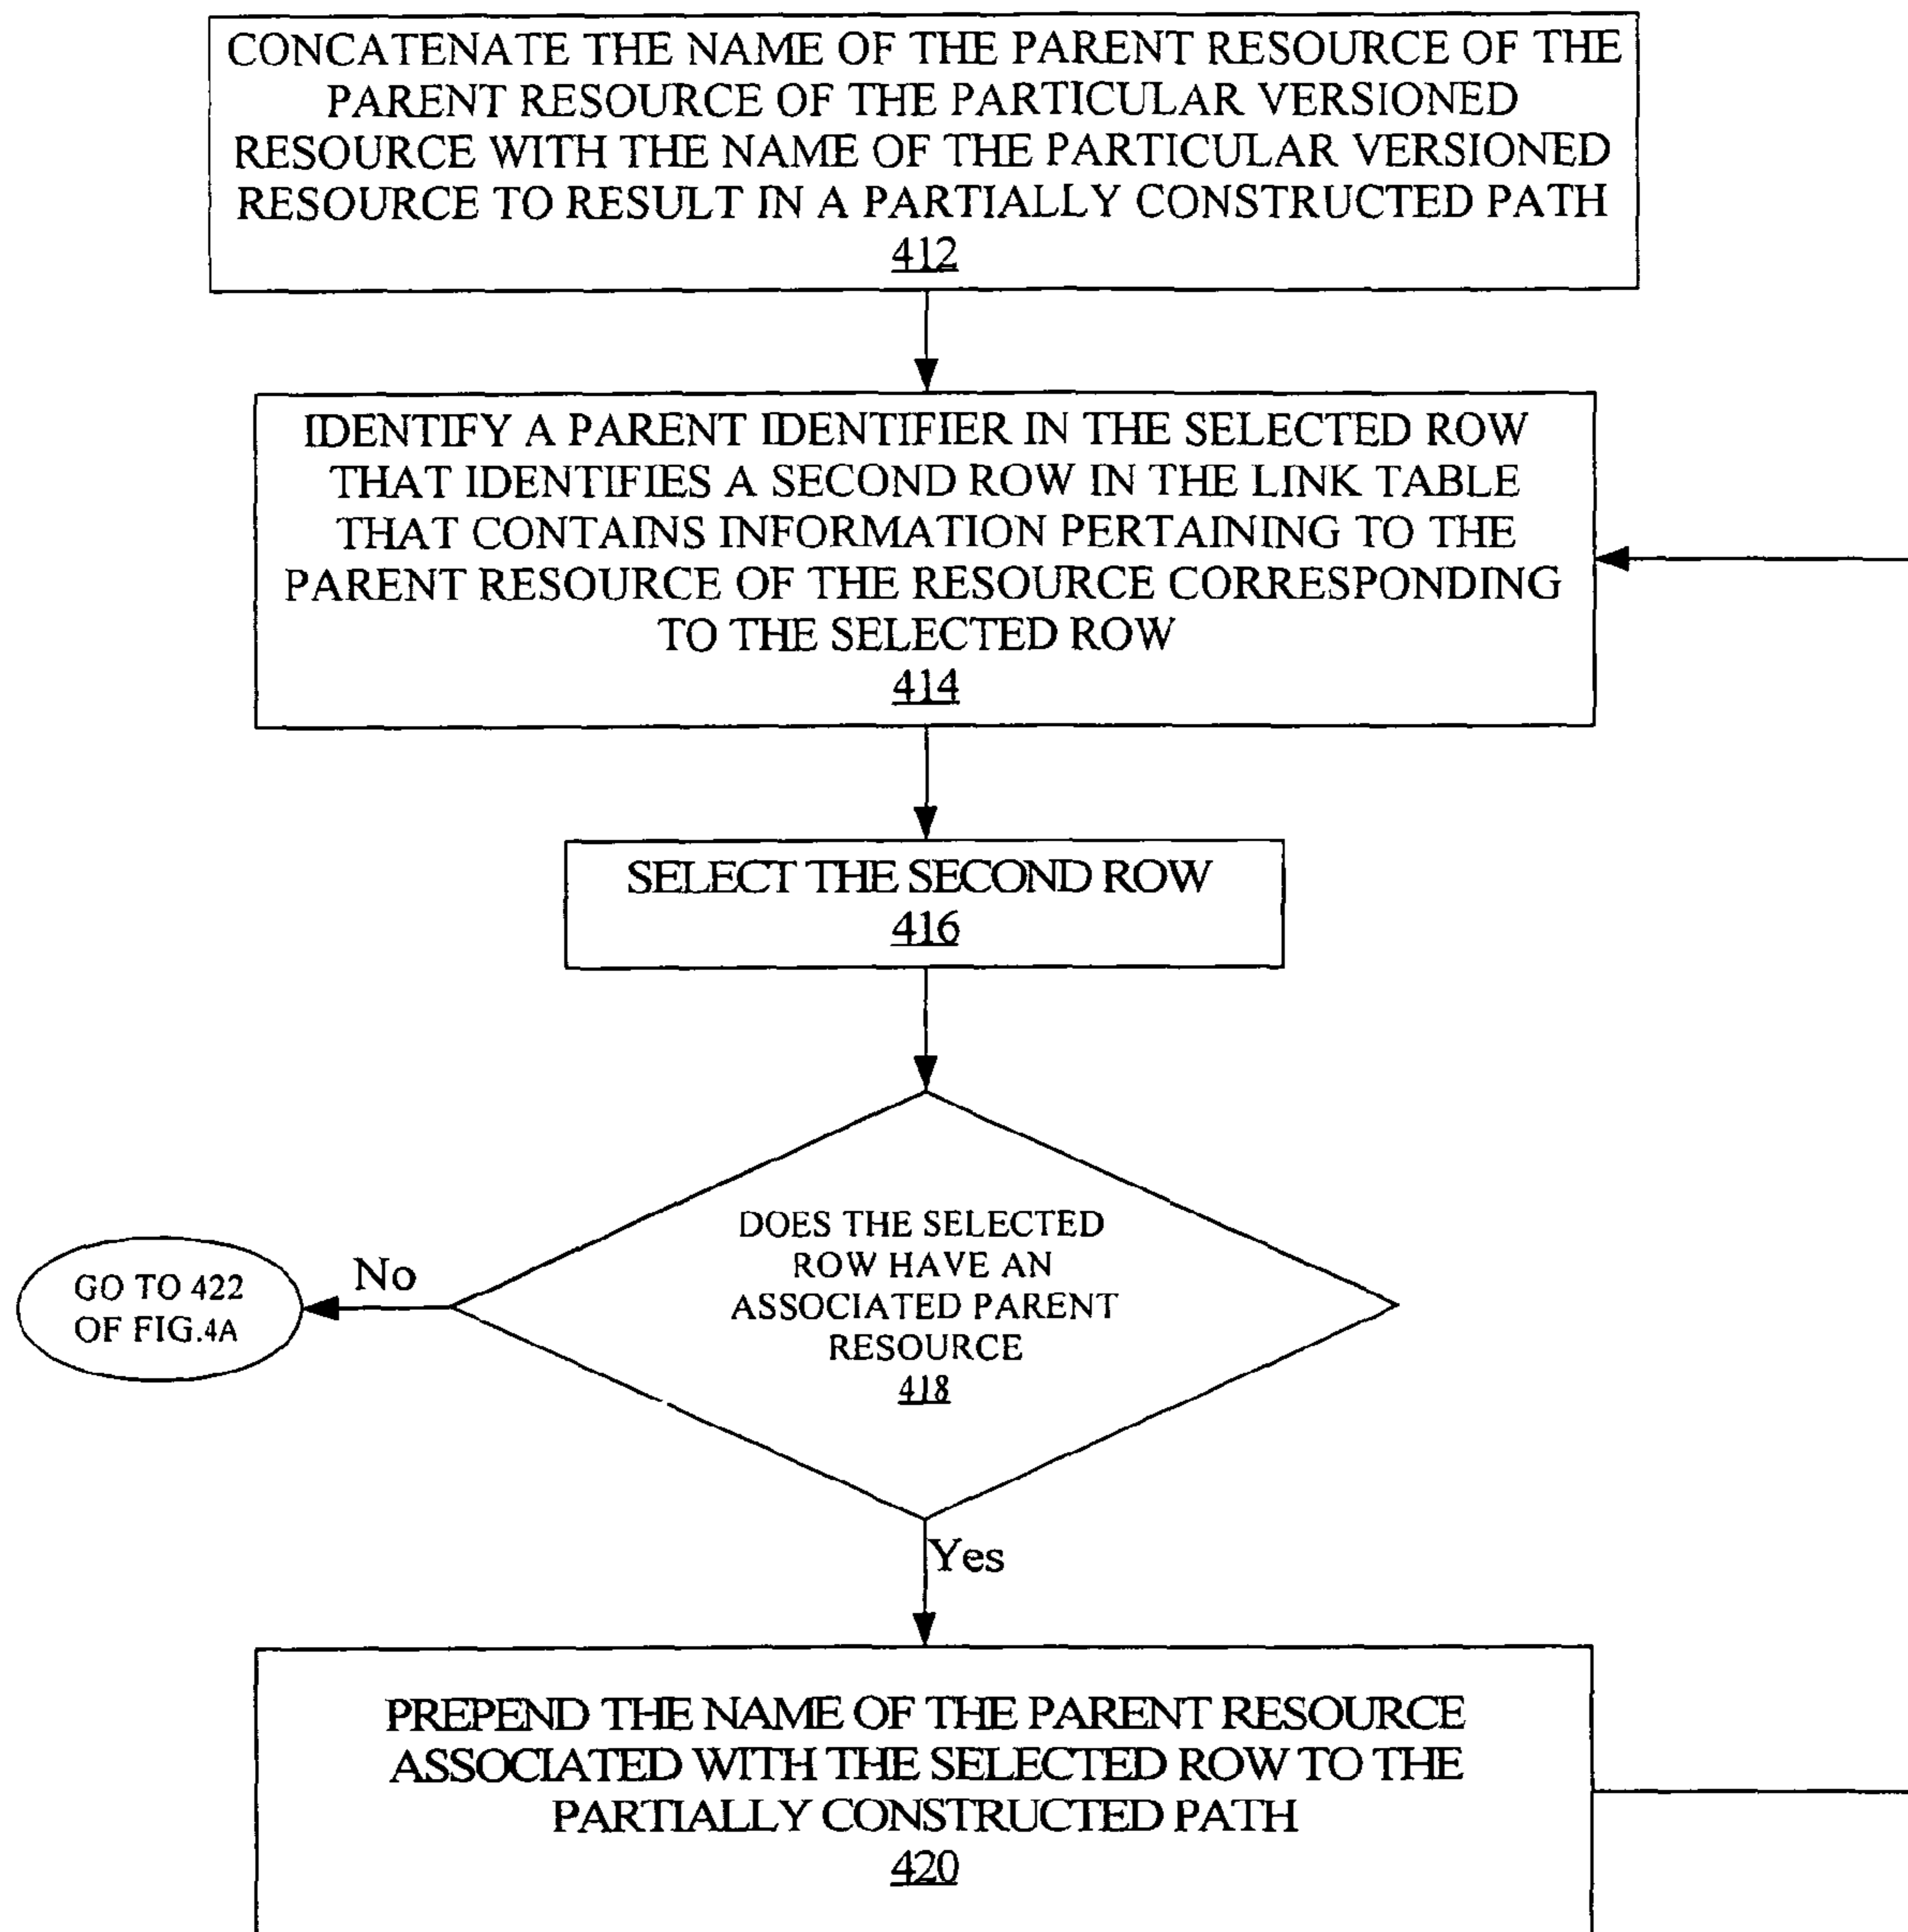 CONCATENATE THE NAME OF THE PARENT RESOURCE OF THE
PARENT RESOURCE OF THE PARTICULAR VERSIONED
RESOURCE WITH THE NAME OF THE PARTICULAR VERSIONED
RESOURCE TO RESULT IN A PARTIALLY CONSTRUCTED PATH
412
IDENTIFY A PARENT IDENTIFIER IN THE SELECTED ROW
THAT IDENTIFIES A SECOND ROW IN THE LINK TABLE
THAT CONTAINS INFORMATION PERTAINING TO THE
PARENT RESOURCE OF THE RESOURCE CORRESPONDING
TO THE SELECTED ROW
414
SELECT THE SECOND ROW
416
DOES THE SELECTED
ROW HAVE AN
ASSOCIATED PARENT
RESOURCE
418
No
GO TO 422
OF FIG.4A
Yes
PREPEND THE NAME OF THE PARENT RESOURCE
ASSOCIATED WITH THE SELECTED ROW TO THE
PARTIALLY CONSTRUCTED PATH
420